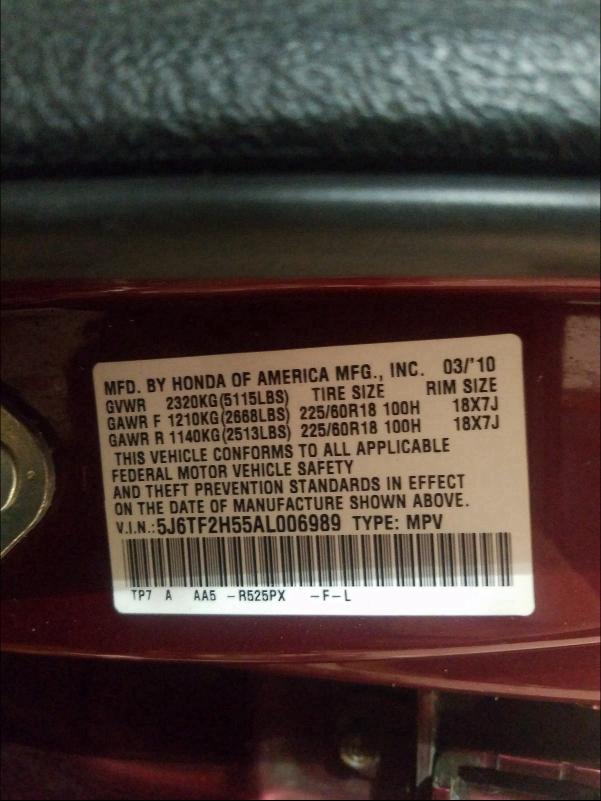 MFD. BY HONDA OF AMERICA MFG., INC. 03/'10
GVWR 2320KG(5115LBS) TIRE SIZE RIM SIZE
GAWR F 1210KG(2668LBS) 225/60R18 100H 18X7J
GAWR R 1140KG(2513LBS) 225/60R18 100H 18X7J
THIS VEHICLE CONFORMS TO ALL APPLICABLE
FEDERAL MOTOR VEHICLE SAFETY
AND THEFT PREVENTION STANDARDS IN EFFECT
ON THE DATE OF MANUFACTURE SHOWN ABOVE.
V.I.N.:5J6TF2H55AL006989 TYPE: MPV
TP7 A AA5 -R525PX -F-L